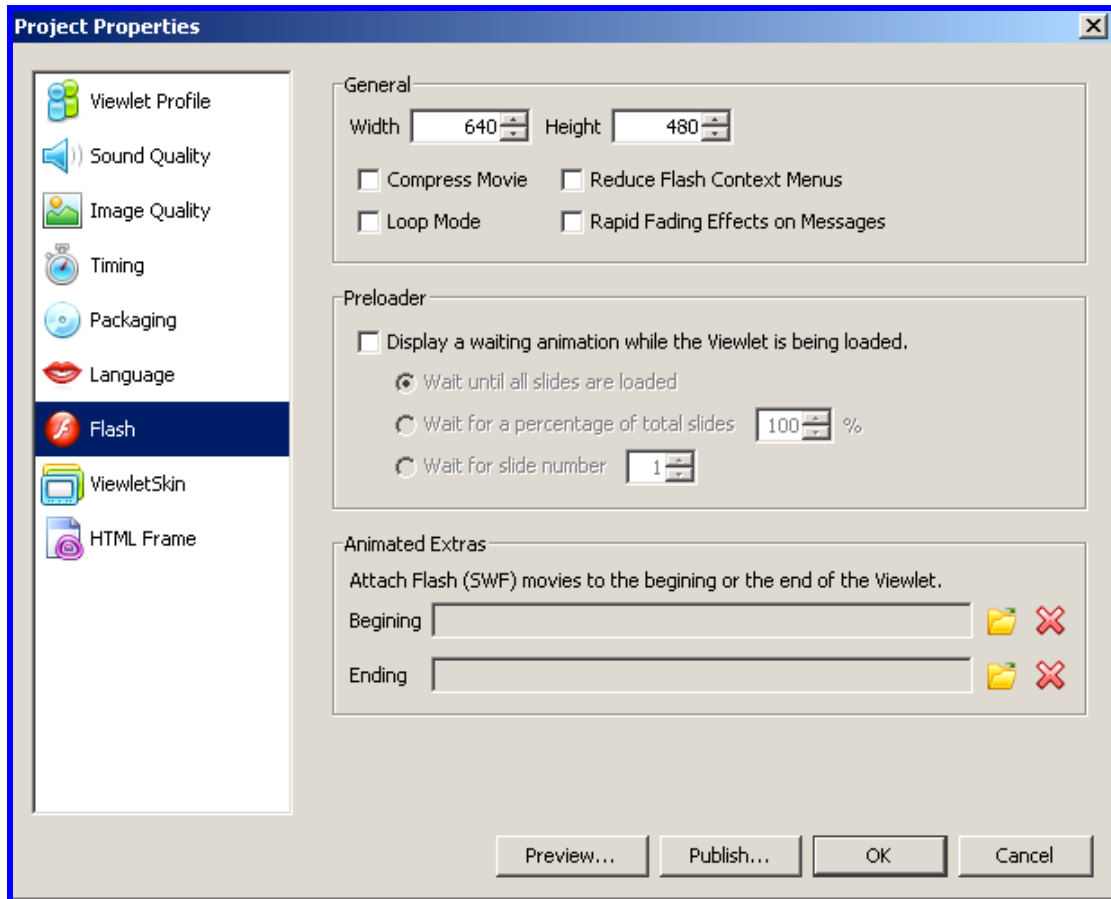 Project Properties
Viewlet Profile
Sound Quality
Image Quality
Timing
Packaging
Language
Flash
ViewletSkin
HTML Frame
General
Width 640 Height 480
Compress Movie Reduce Flash Context Menus
Loop Mode Rapid Fading Effects on Messages
Preloader
Display a waiting animation while the Viewlet is being loaded.
Wait until all slides are loaded
Wait for a percentage of total slides 100 %
Wait for slide number 1
Animated Extras
Attach Flash (SWF) movies to the begining or the end of the Viewlet.
Begining
Ending
Preview... Publish... OK Cancel